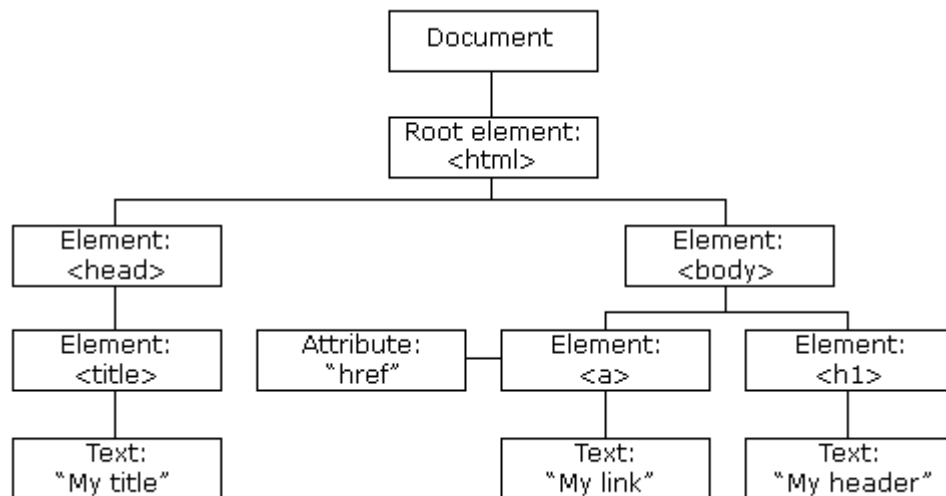 Document
Root element:
<html>
Element:
<head>
Element:
<body>
Element:
<title>
Attribute:
“href”
Element:
<a>
Element:
<h1>
Text:
“My title”
Text:
“My link”
Text:
“My header”